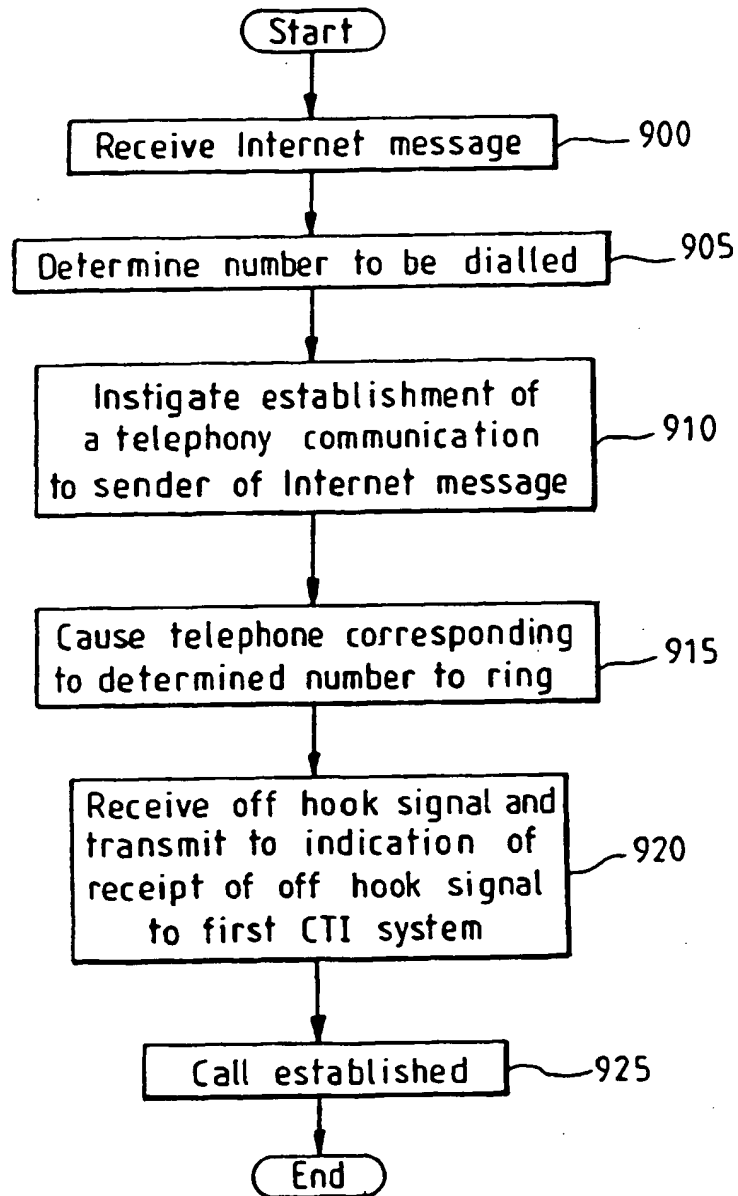 Start
Receive Internet message
900
Determine number to be dialled
905
Instigate establishment of
a telephony communication
to sender of Internet message
910
Cause telephone corresponding
to determined number to ring
915
Receive off hook signal and
transmit to indication of
receipt of off hook signal
to first CTI system
920
Call established
925
End